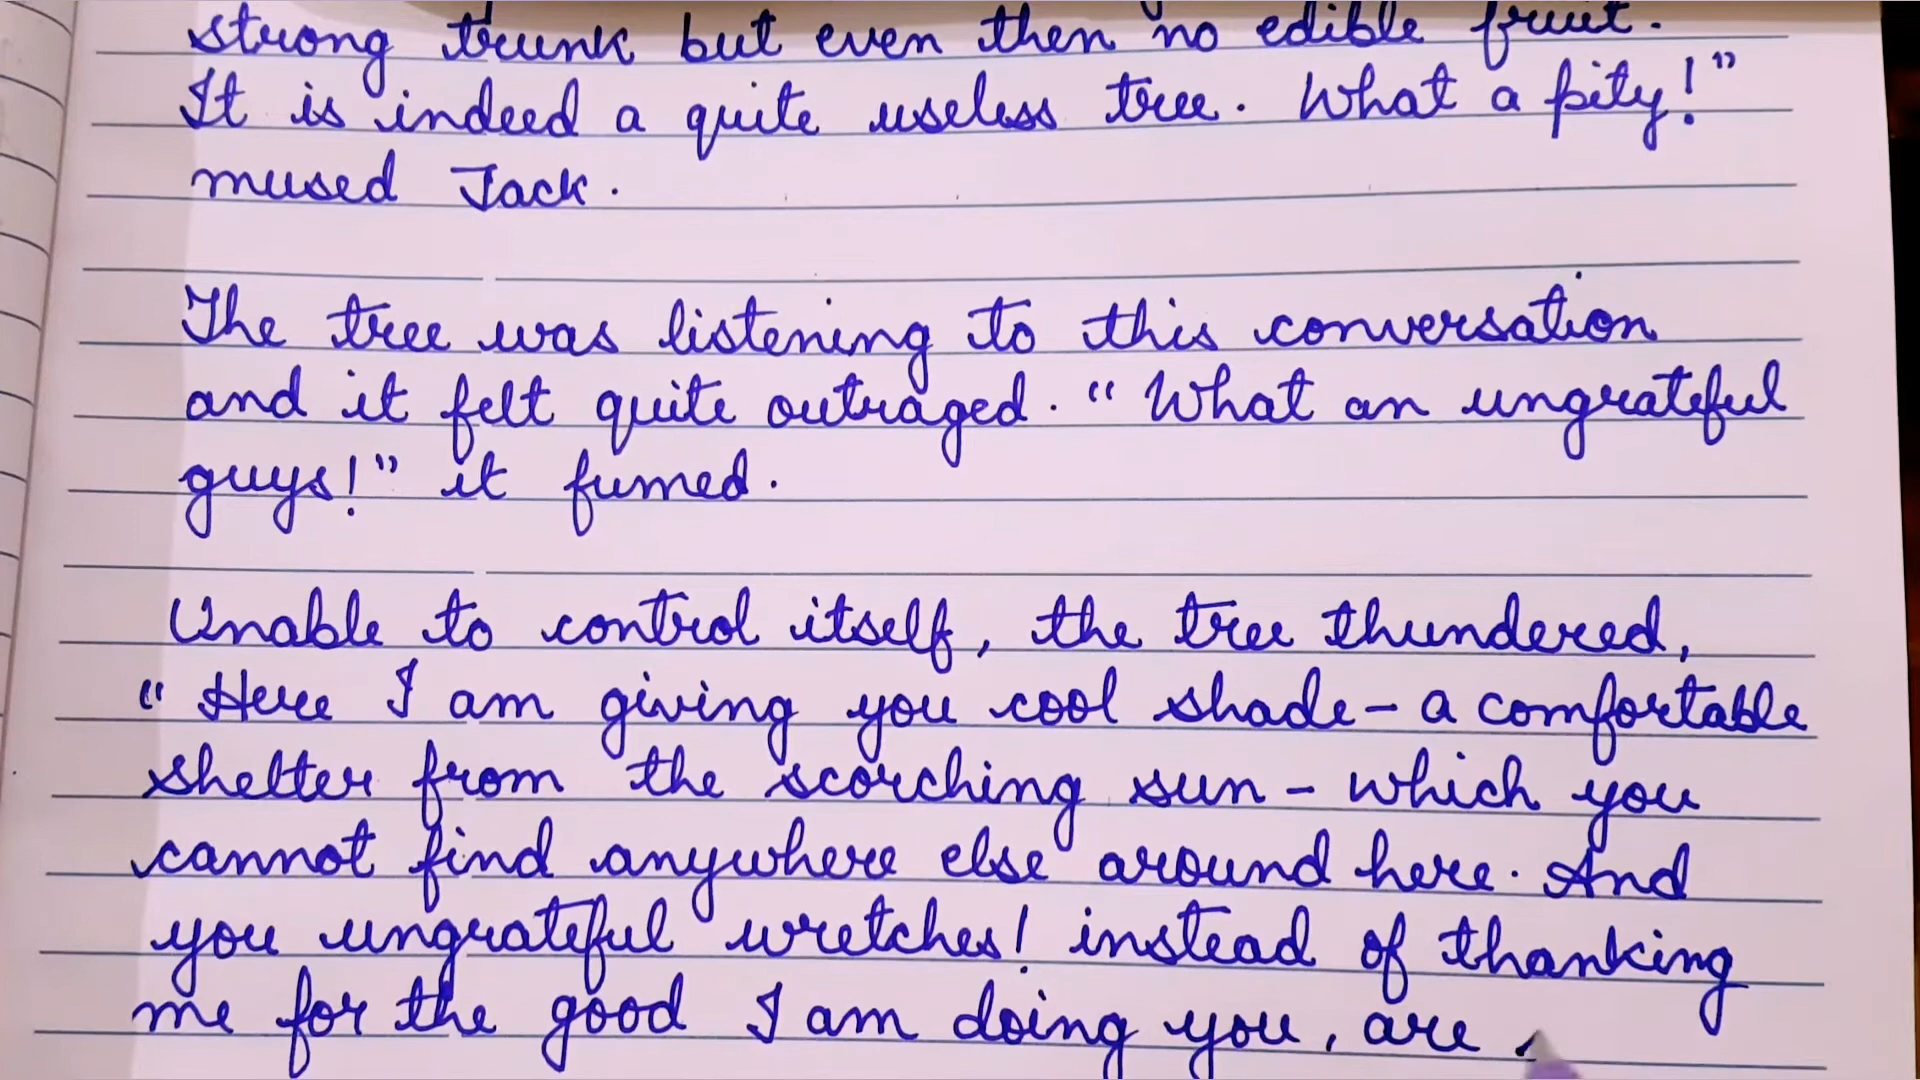 strong trunk but even then no edible fruit.
It is indeed a quite useless tree. What a pity!"
mused Jack.
The tree was listening to this conversation
and it felt quite outraged. "What an ungrateful
guys!" it fumed.
Unable to control itself, the tree thundered,
"Here I am giving you cool shade - a comfortable
shelter from the scorching sun - which you
cannot find anywhere else around here. And
you ungrateful wretches! instead of thanking
me for the good I am doing you, are